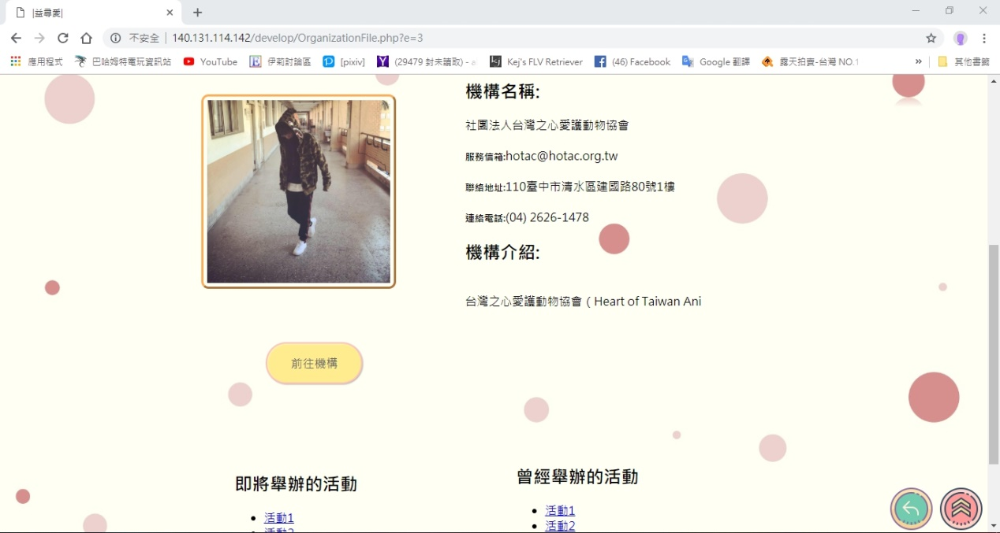 |益尋愛|
不安全 | 140.131.114.142/develop/OrganizationFile.php?e=3
應用程式 巴哈姆特電玩資訊站 YouTube 伊莉討論區 [pixiv] (29479 封未讀取) - Kej's FLV Retriever (46) Facebook Google 翻譯 露天拍賣-台灣 NO.1 » 其他書籤
機構名稱:
社團法人台灣之心愛護動物協會
服務信箱:hotac@hotac.org.tw
聯絡地址:110臺中市清水區建國路80號1樓
連絡電話:(04) 2626-1478
機構介紹:
台灣之心愛護動物協會（Heart of Taiwan Ani
前往機構
即將舉辦的活動
活動1
活動2
曾經舉辦的活動
活動1
活動2